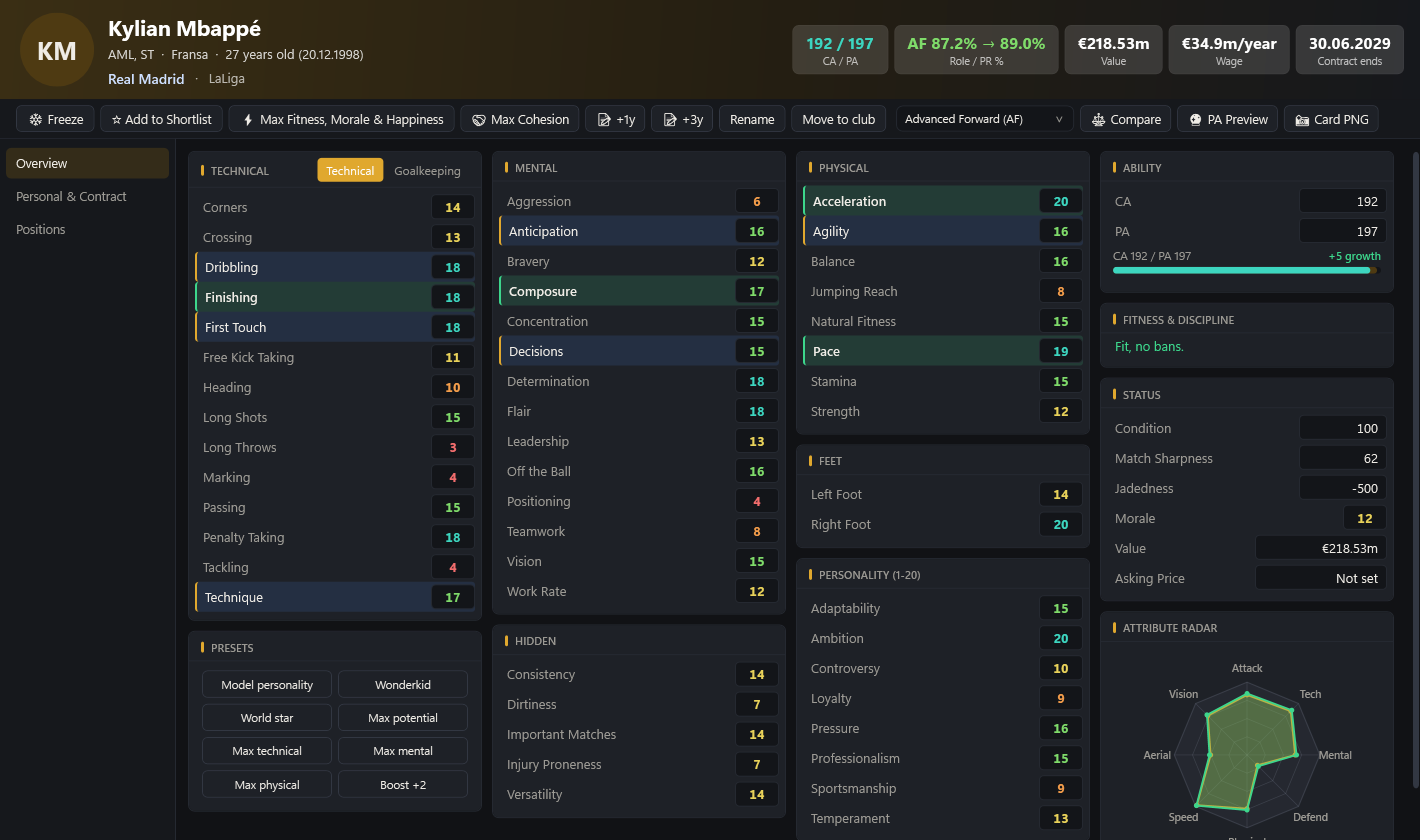 KM
Kylian Mbappé
AML, ST · Fransa · 27 years old (20.12.1998)
Real Madrid · LaLiga
192 / 197
CA / PA
AF 87.2% → 89.0%
Role / PR %
€218.53m
Value
€34.9m/year
Wage
30.06.2029
Contract ends
Freeze
Add to Shortlist
Max Fitness, Morale & Happiness
Max Cohesion
+1y
+3y
Rename
Move to club
Advanced Forward (AF)
Compare
PA Preview
Card PNG
Overview
Personal & Contract
Positions
TECHNICAL
Technical
Goalkeeping
Corners 14
Crossing 13
Dribbling 18
Finishing 18
First Touch 18
Free Kick Taking 11
Heading 10
Long Shots 15
Long Throws 3
Marking 4
Passing 15
Penalty Taking 18
Tackling 4
Technique 17
PRESETS
Model personality
Wonderkid
World star
Max potential
Max technical
Max mental
Max physical
Boost +2
MENTAL
Aggression 6
Anticipation 16
Bravery 12
Composure 17
Concentration 15
Decisions 15
Determination 18
Flair 18
Leadership 13
Off the Ball 16
Positioning 4
Teamwork 8
Vision 15
Work Rate 12
HIDDEN
Consistency 14
Dirtiness 7
Important Matches 14
Injury Proneness 7
Versatility 14
PHYSICAL
Acceleration 20
Agility 16
Balance 16
Jumping Reach 8
Natural Fitness 15
Pace 19
Stamina 15
Strength 12
FEET
Left Foot 14
Right Foot 20
PERSONALITY (1-20)
Adaptability 15
Ambition 20
Controversy 10
Loyalty 9
Pressure 16
Professionalism 15
Sportsmanship 9
Temperament 13
ABILITY
CA 192
PA 197
CA 192 / PA 197 +5 growth
FITNESS & DISCIPLINE
Fit, no bans.
STATUS
Condition 100
Match Sharpness 62
Jadedness -500
Morale 12
Value €218.53m
Asking Price Not set
ATTRIBUTE RADAR
Attack
Vision
Tech
Aerial
Mental
Speed
Defend